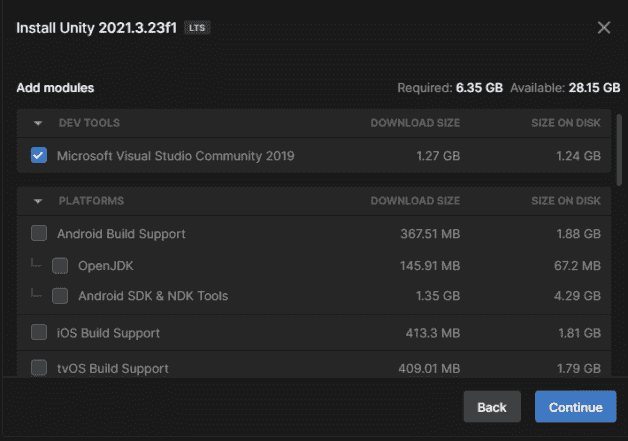 Install Unity 2021.3.23f1 LTS
Add modules Required: 6.35 GB Available: 28.15 GB
DEV TOOLS DOWNLOAD SIZE SIZE ON DISK
Microsoft Visual Studio Community 2019 1.27 GB 1.24 GB
PLATFORMS DOWNLOAD SIZE SIZE ON DISK
Android Build Support 367.51 MB 1.88 GB
OpenJDK 145.91 MB 67.2 MB
Android SDK & NDK Tools 1.35 GB 4.29 GB
iOS Build Support 413.3 MB 1.81 GB
tvOS Build Support 409.01 MB 1.79 GB
Back Continue